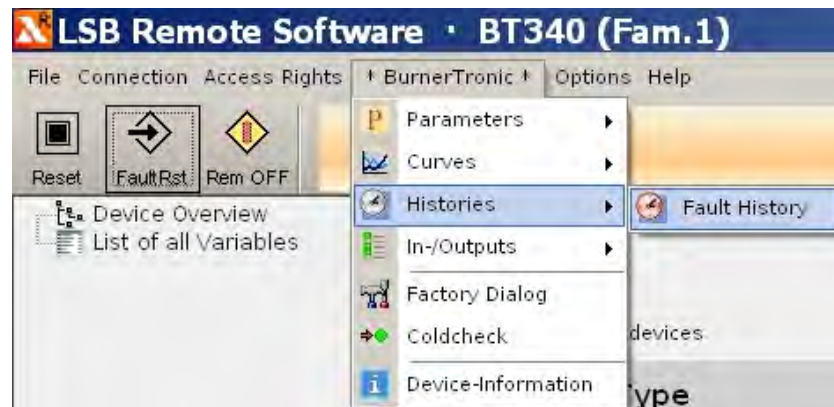 LSB Remote Software · BT340 (Fam.1)
File Connection Access Rights * BurnerTronic * Options Help
Reset FaultRst Rem OFF
Device Overview
List of all Variables
P Parameters
Curves
Histories
Fault History
In-/Outputs
Factory Dialog
Coldcheck
i Device-Information
devices
Type